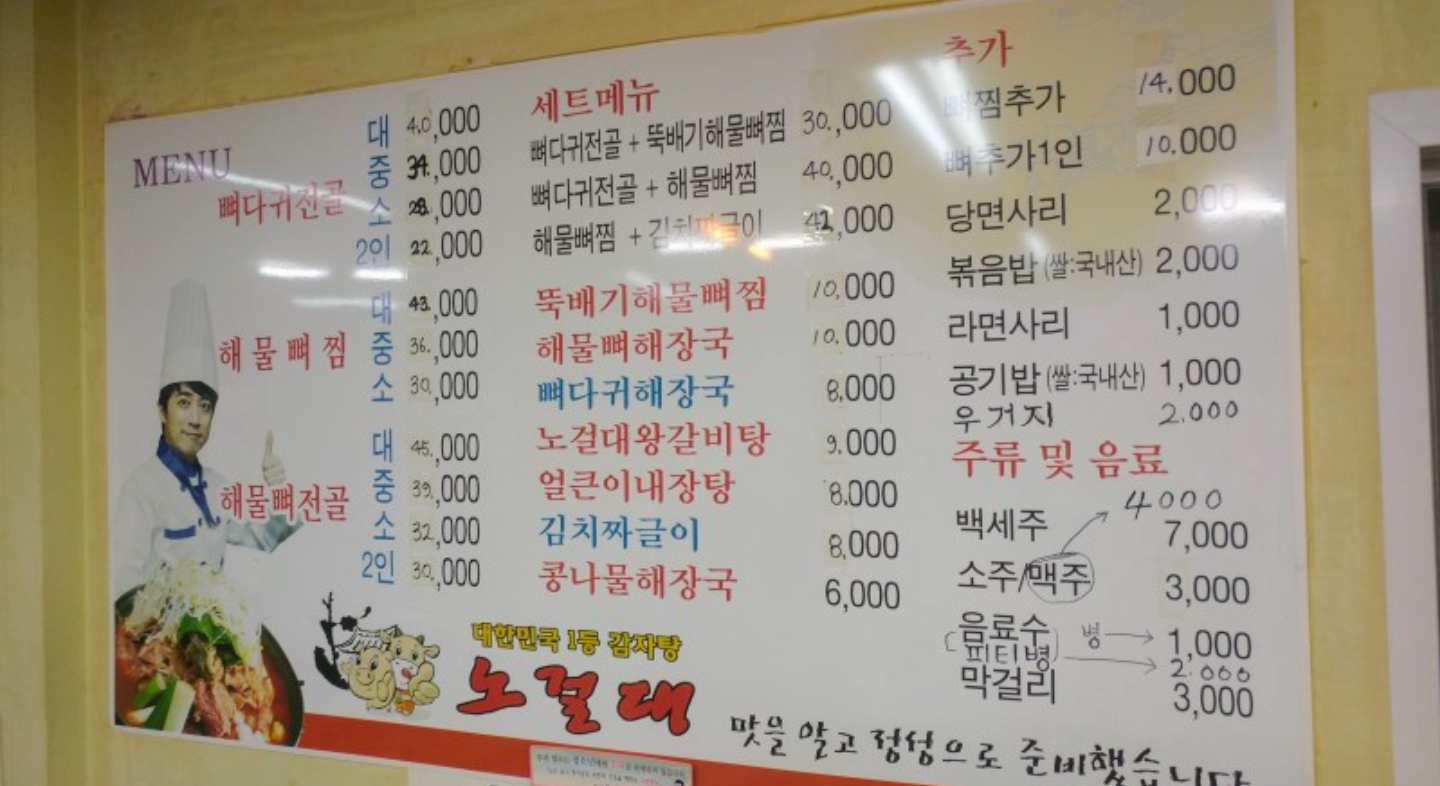 MENU
뼈다귀전골
대 40,000
중 34,000
소 28,000
2인 22,000
해물뼈찜
대 43,000
중 36,000
소 30,000
해물뼈전골
대 45,000
중 39,000
소 32,000
2인 30,000
세트메뉴
뼈다귀전골 + 뚝배기해물뼈찜 30,000
뼈다귀전골 + 해물뼈찜 40,000
해물뼈찜 + 김치짜글이 42,000
뚝배기해물뼈찜 10,000
해물뼈해장국 10,000
뼈다귀해장국 8,000
노걸대왕갈비탕 9,000
얼큰이내장탕 8,000
김치짜글이 8,000
콩나물해장국 6,000
추가
뼈찜추가 14,000
뼈추가1인 10,000
당면사리 2,000
볶음밥 (쌀:국내산) 2,000
라면사리 1,000
공기밥 (쌀:국내산) 1,000
우거지 2.000
주류 및 음료
4000
백세주 7,000
소주/맥주 3,000
음료수 병 1,000
피티병 2.000
막걸리 3,000
대한민국 1등 감자탕
노걸대
맛을 알고 정성으로 준비했습니다